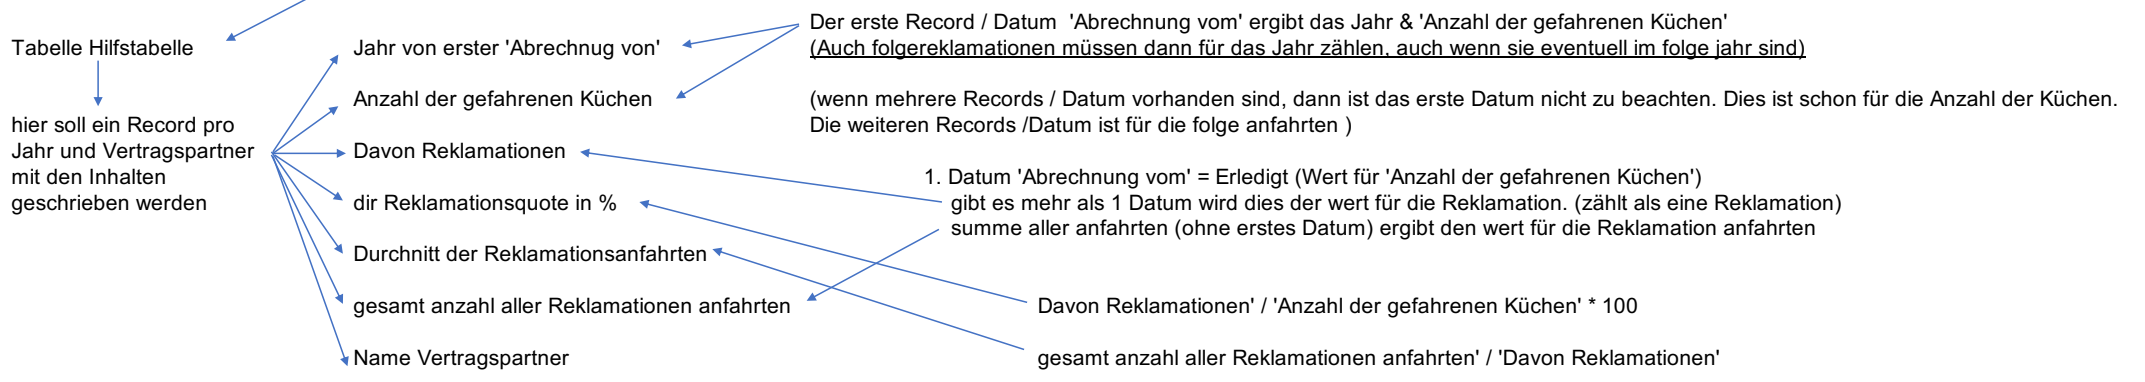 Tabelle Hilfstabelle
hier soll ein Record pro
Jahr und Vertragspartner
mit den Inhalten
geschrieben werden
Jahr von erster 'Abrechnug von'
Anzahl der gefahrenen Küchen
Davon Reklamationen
dir Reklamationsquote in %
Durchnitt der Reklamationsanfahrten
gesamt anzahl aller Reklamationen anfahrten
Name Vertragspartner
Der erste Record / Datum 'Abrechnung vom' ergibt das Jahr & 'Anzahl der gefahrenen Küchen'
(Auch folgereklamationen müssen dann für das Jahr zählen, auch wenn sie eventuell im folge jahr sind)
(wenn mehrere Records / Datum vorhanden sind, dann ist das erste Datum nicht zu beachten. Dies ist schon für die Anzahl der Küchen.
Die weiteren Records /Datum ist für die folge anfahrten )
1. Datum 'Abrechnung vom' = Erledigt (Wert für 'Anzahl der gefahrenen Küchen')
gibt es mehr als 1 Datum wird dies der wert für die Reklamation. (zählt als eine Reklamation)
summe aller anfahrten (ohne erstes Datum) ergibt den wert für die Reklamation anfahrten
Davon Reklamationen' / 'Anzahl der gefahrenen Küchen' * 100
gesamt anzahl aller Reklamationen anfahrten' / 'Davon Reklamationen'